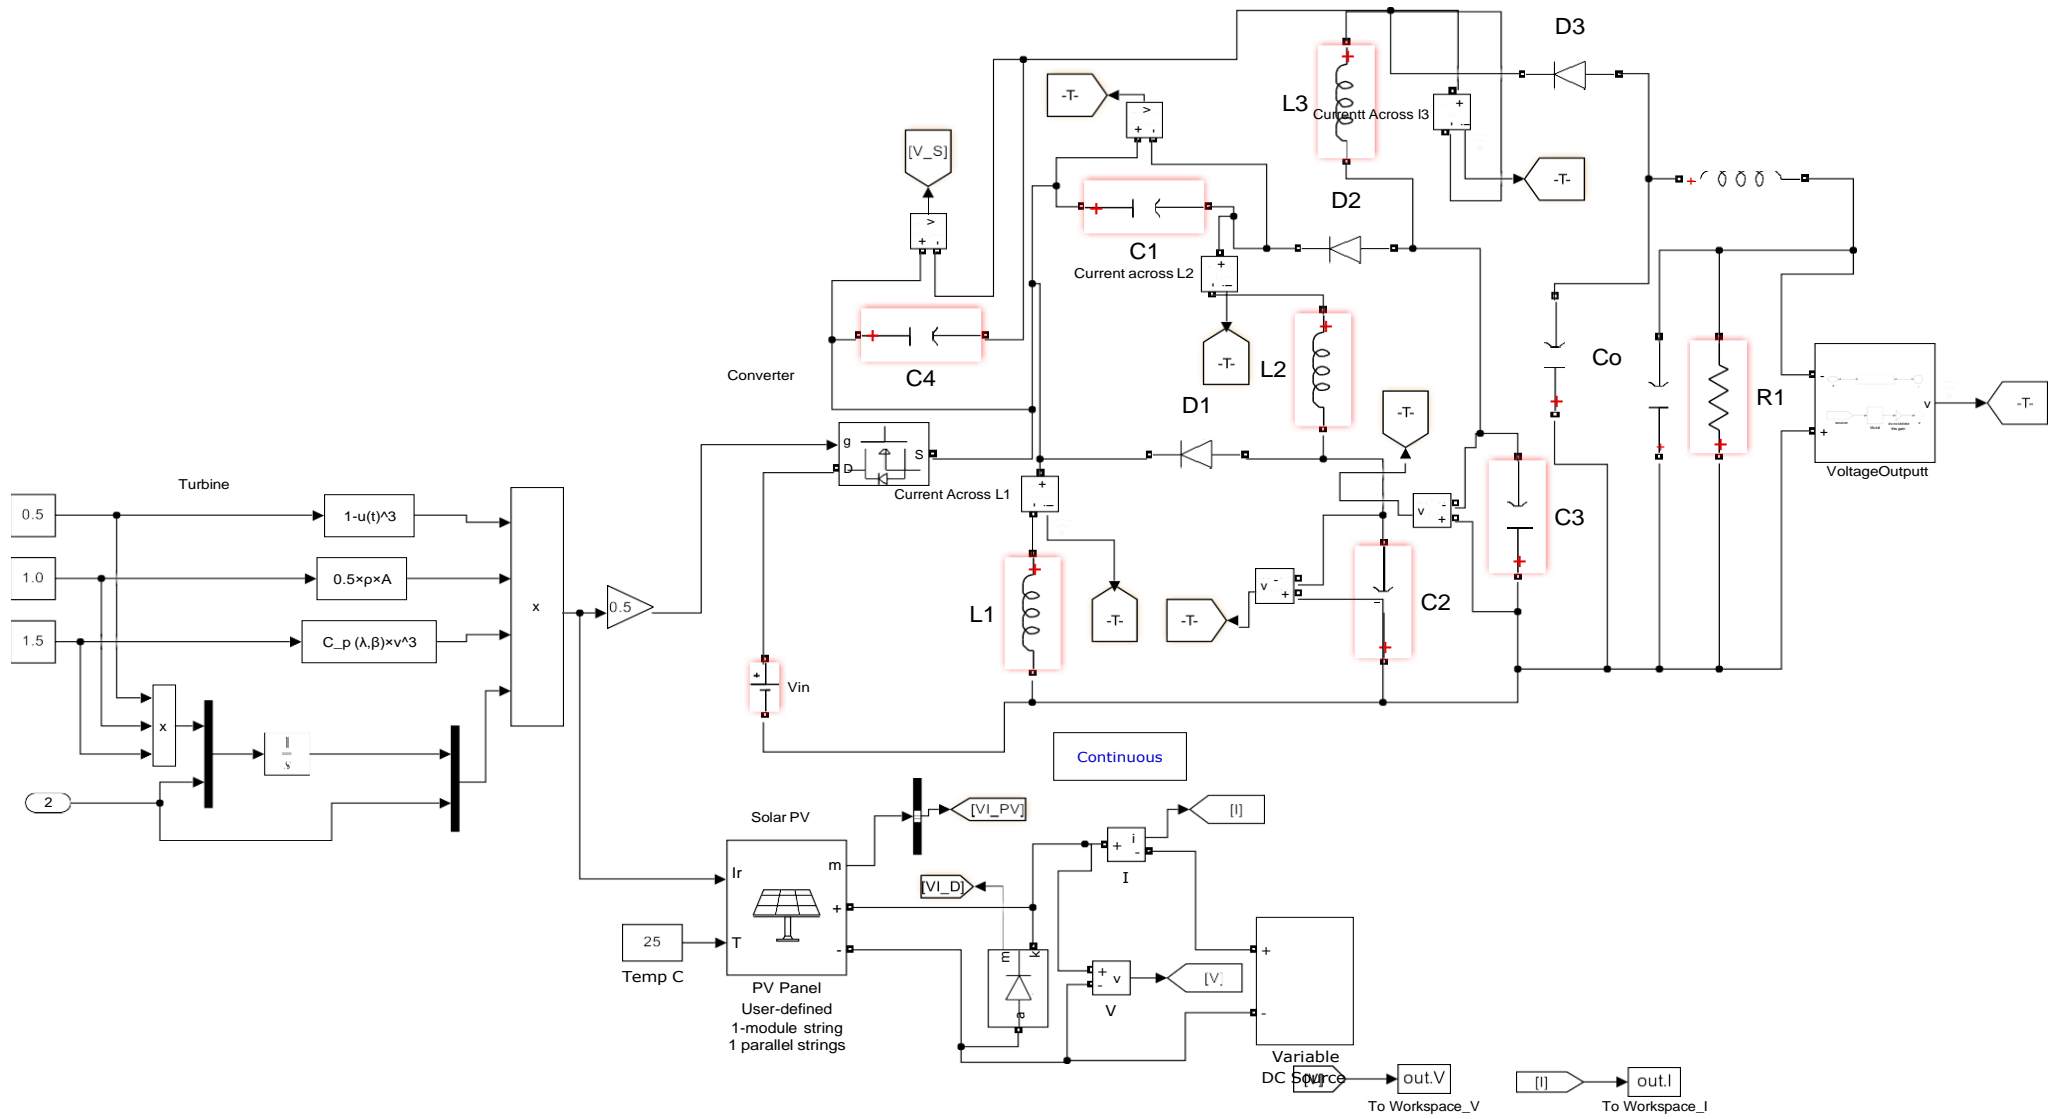 D3
-T-
L3
Currentt Across I3
-T-
[V_S]
D2
C1
Current across L2
-T-
L2
C4
Converter
D1
-T-
Co
R1
v
-T-
VoltageOutputt
g
D
S
Current Across L1
Turbine
0.5
1-u(t)^3
1.0
0.5×ρ×A
1.5
C_p (λ,β)×v^3
x
0.5
L1
-T-
-T-
C2
C3
Vin
x
1
s
2
Continuous
Solar PV
[VI_PV]
[I]
Ir
m
+
T
-
[VI_D]
m
k
a
i
I
25
Temp C
PV Panel
User-defined
1-module string
1 parallel strings
v
V
[V]
+
-
Variable
DC Source
[V]
out.V
To Workspace_V
[I]
out.I
To Workspace_I